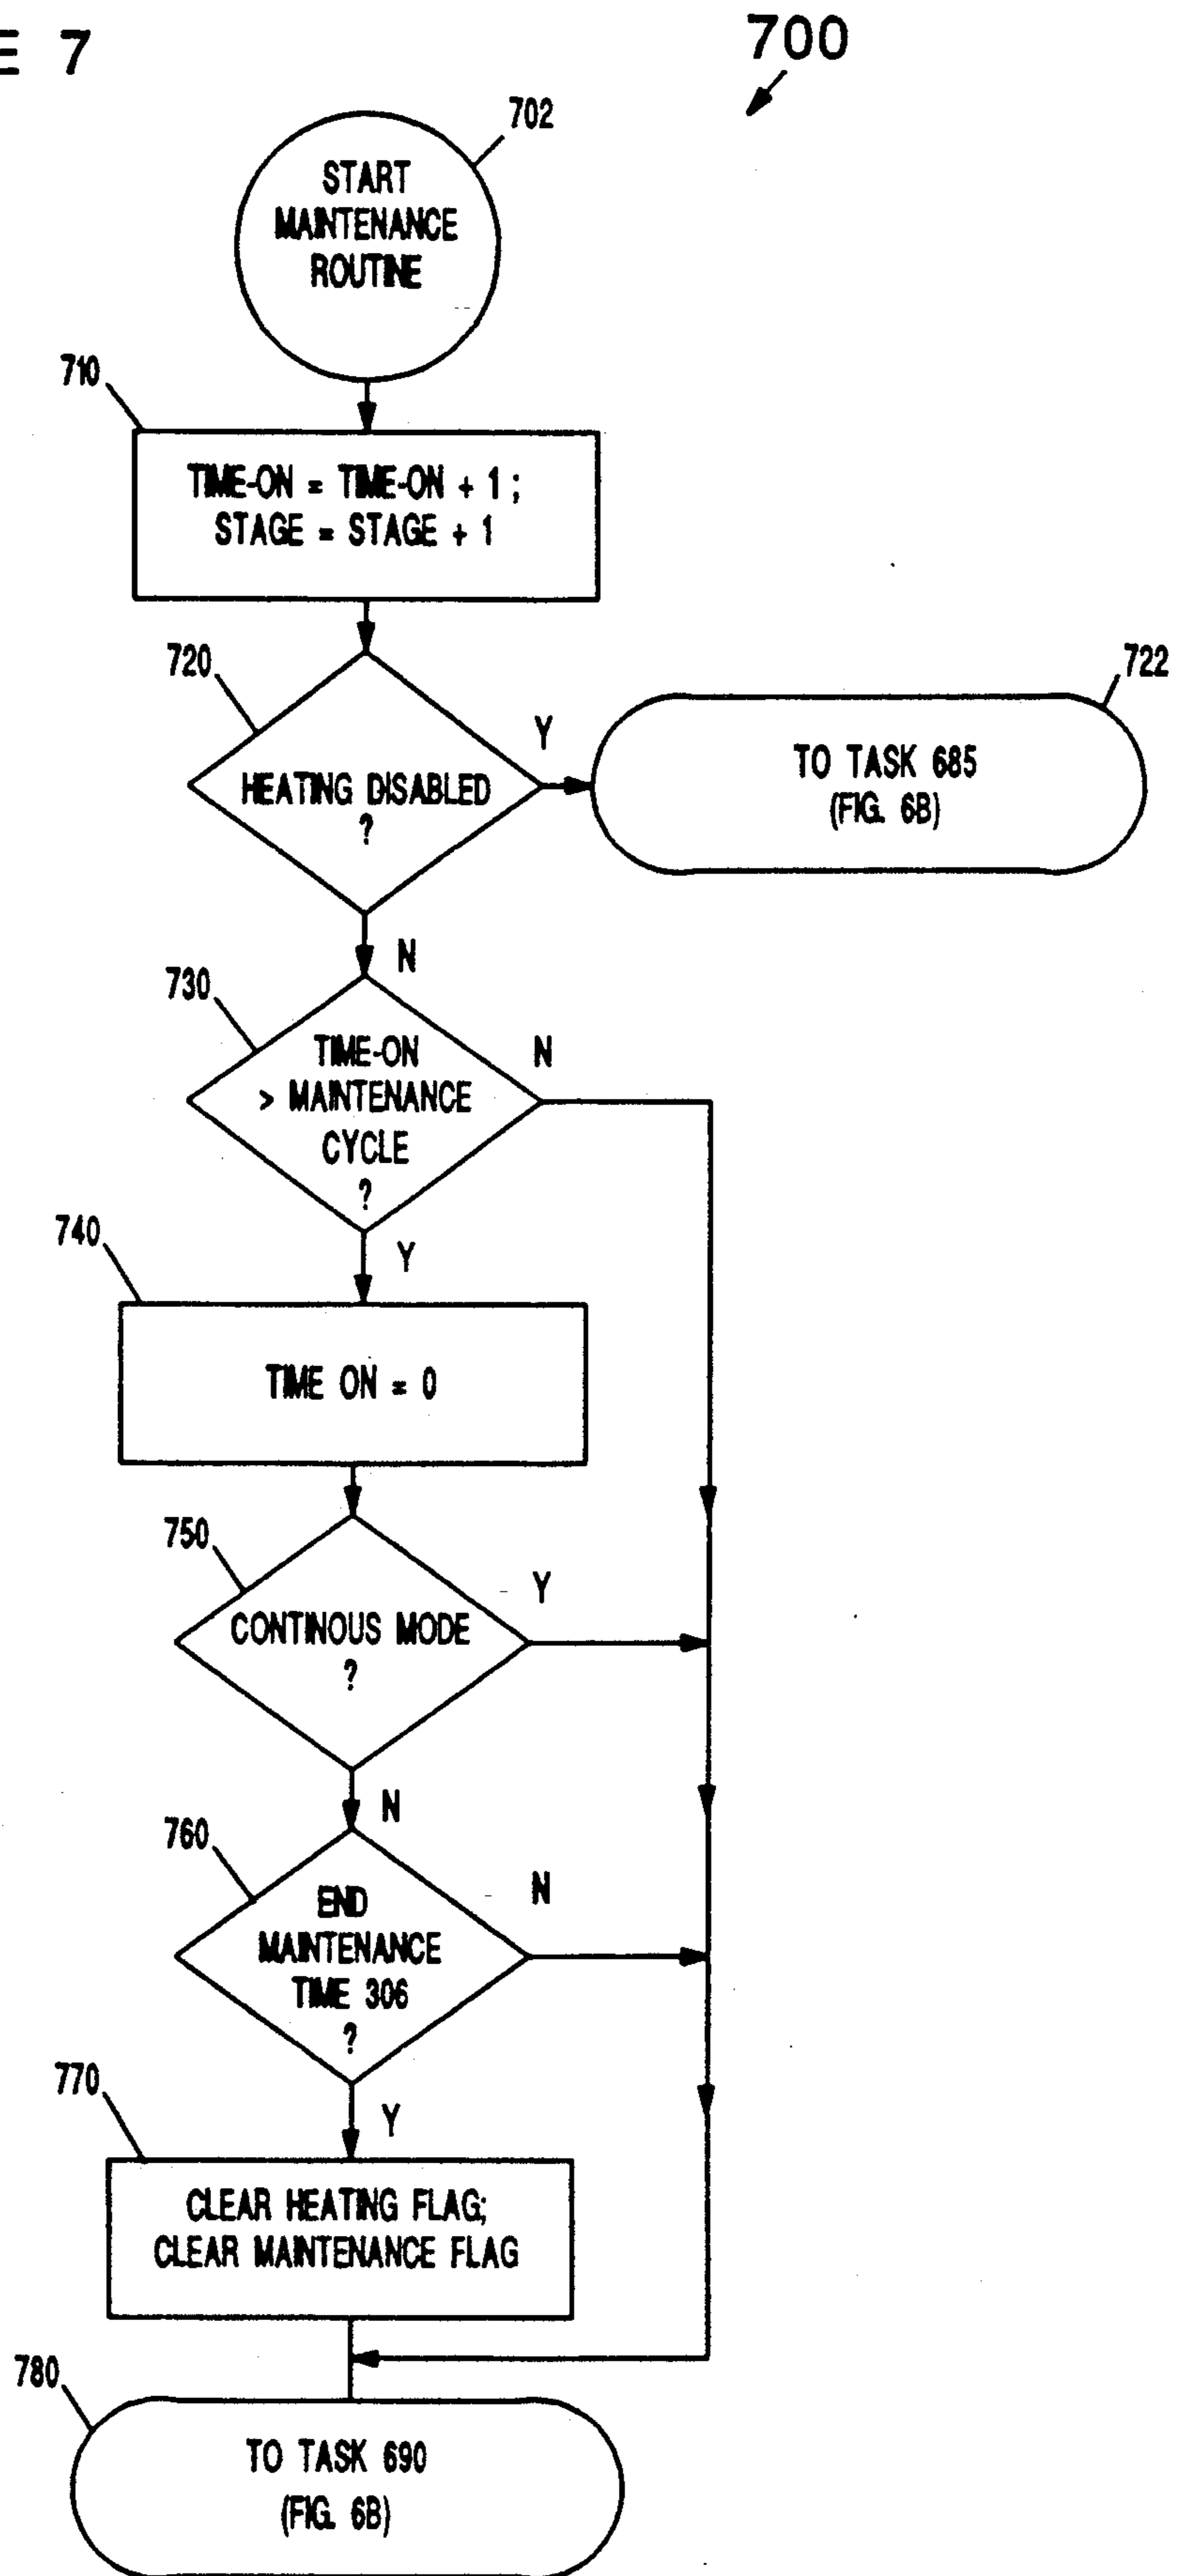 E 7
700
702
START
MAINTENANCE
ROUTINE
710
TIME-ON = TIME-ON + 1 ;
STAGE = STAGE + 1
720
HEATING DISABLED
?
Y
722
TO TASK 685
(FIG. 6B)
N
730
TIME-ON
> MAINTENANCE
CYCLE
?
N
Y
740
TIME ON = 0
750
CONTINOUS MODE
?
Y
N
760
END
MAINTENANCE
TIME 306
?
N
Y
770
CLEAR HEATING FLAG;
CLEAR MAINTENANCE FLAG
780
TO TASK 690
(FIG. 6B)